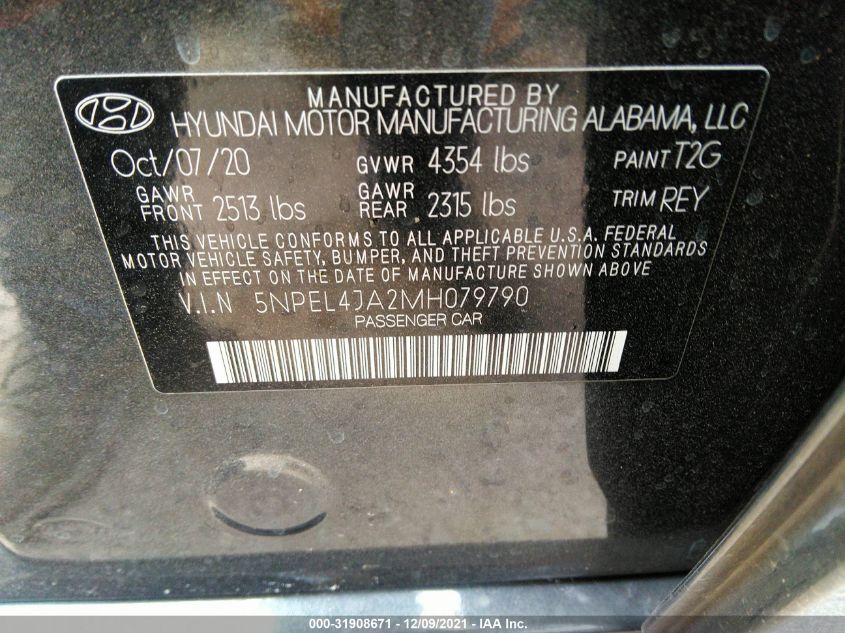 MANUFACTURED BY
HYUNDAI MOTOR MANUFACTURING ALABAMA, LLC
Oct/07/20 GVWR 4354 lbs PAINT T2G
GAWR FRONT 2513 lbs GAWR REAR 2315 lbs TRIM REY
THIS VEHICLE CONFORMS TO ALL APPLICABLE U.S.A. FEDERAL
MOTOR VEHICLE SAFETY, BUMPER, AND THEFT PREVENTION STANDARDS
IN EFFECT ON THE DATE OF MANUFACTURE SHOWN ABOVE
V.I.N 5NPEL4JA2MH079790
PASSENGER CAR
000-31908671 - 12/09/2021 - IAA Inc.